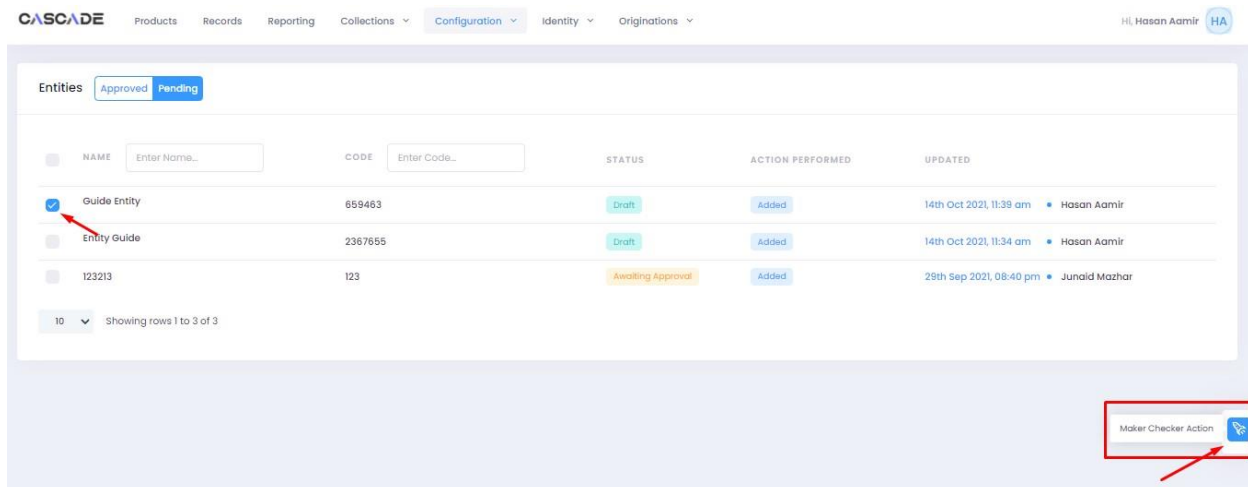 CASCADE Products Records Reporting Collections Configuration Identity Originations Hi, Hasan Aamir HA
Entities Approved Pending
NAME Enter Name... CODE Enter Code... STATUS ACTION PERFORMED UPDATED
Guide Entity 659463 Draft Added 14th Oct 2021, 11:39 am • Hasan Aamir
Entity Guide 2367655 Draft Added 14th Oct 2021, 11:34 am • Hasan Aamir
123213 123 Awaiting Approval Added 29th Sep 2021, 08:40 pm • Junaid Mazhar
10 Showing rows 1 to 3 of 3
Maker Checker Action